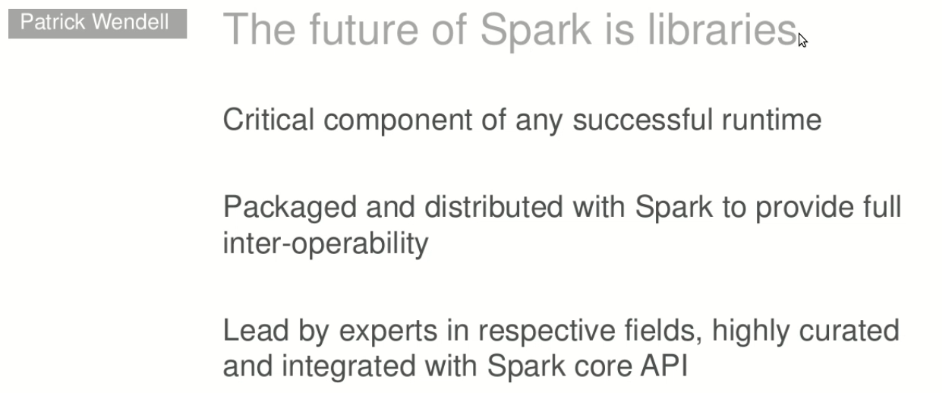 Patrick Wendell
The future of Spark is libraries
Critical component of any successful runtime
Packaged and distributed with Spark to provide full
inter-operability
Lead by experts in respective fields, highly curated
and integrated with Spark core API